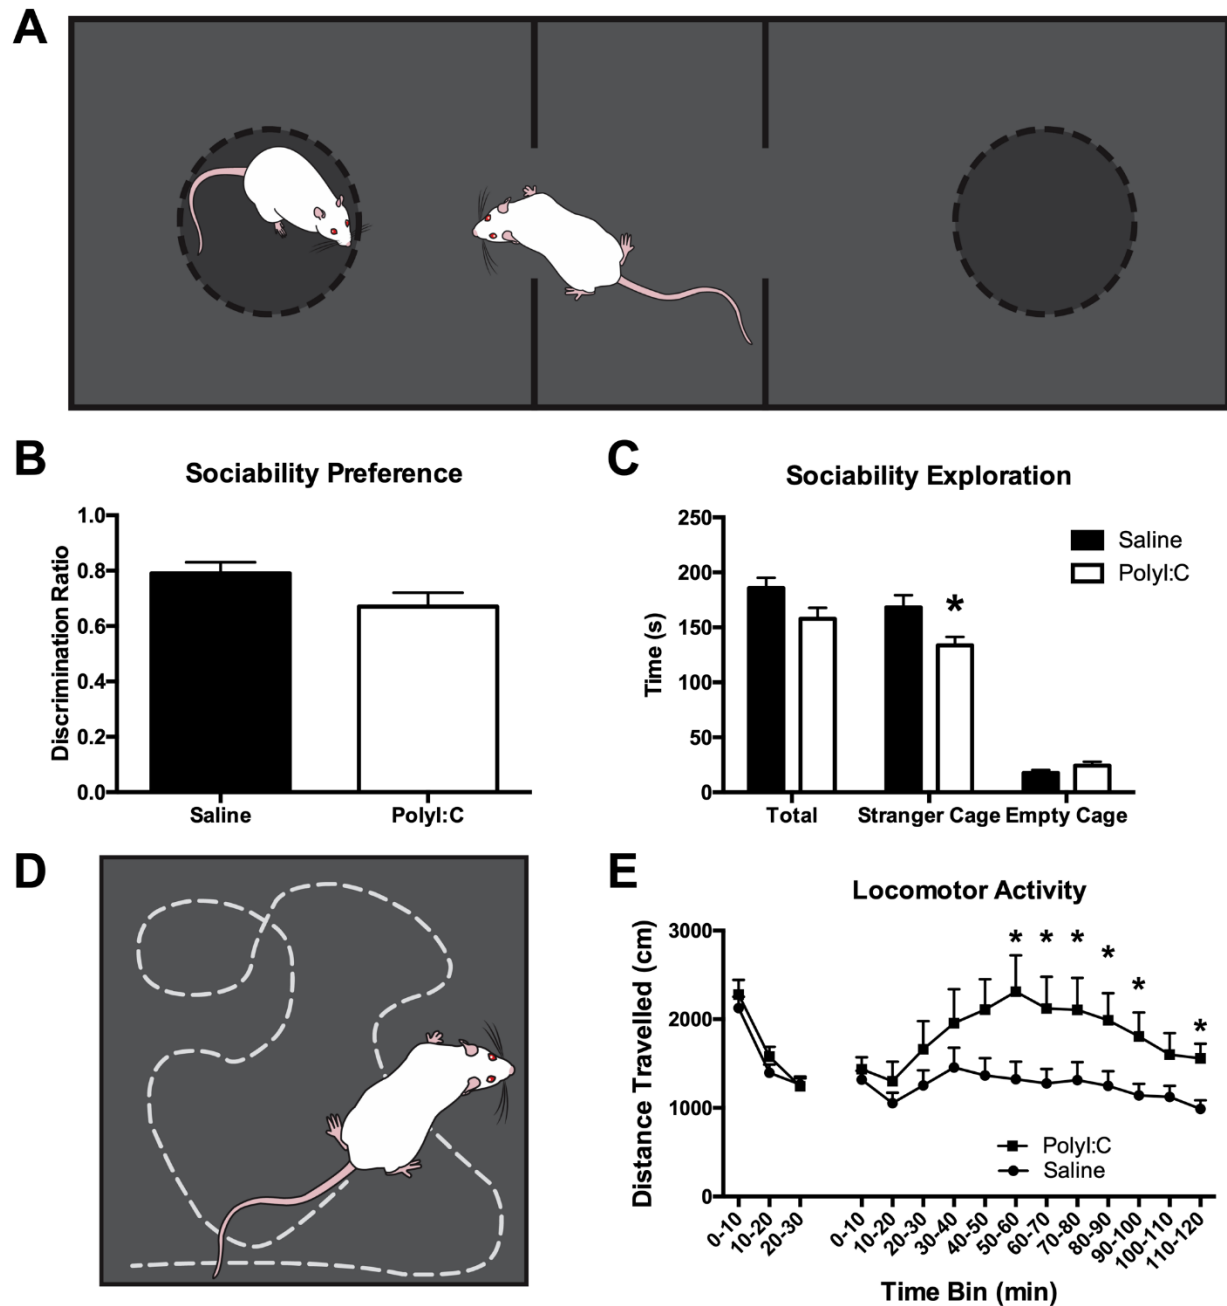 A
B
Sociability Preference
Discrimination Ratio
1.0
0.8
0.6
0.4
0.2
0.0
Saline
PolyI:C
C
Sociability Exploration
Time (s)
250
200
150
100
50
0
Saline
PolyI:C
*
Total
Stranger Cage
Empty Cage
D
E
Locomotor Activity
Distance Travelled (cm)
3000
2000
1000
0
* * * * * *
PolyI:C
Saline
0-10
10-20
20-30
0-10
10-20
20-30
30-40
40-50
50-60
60-70
70-80
80-90
90-100
100-110
110-120
Time Bin (min)